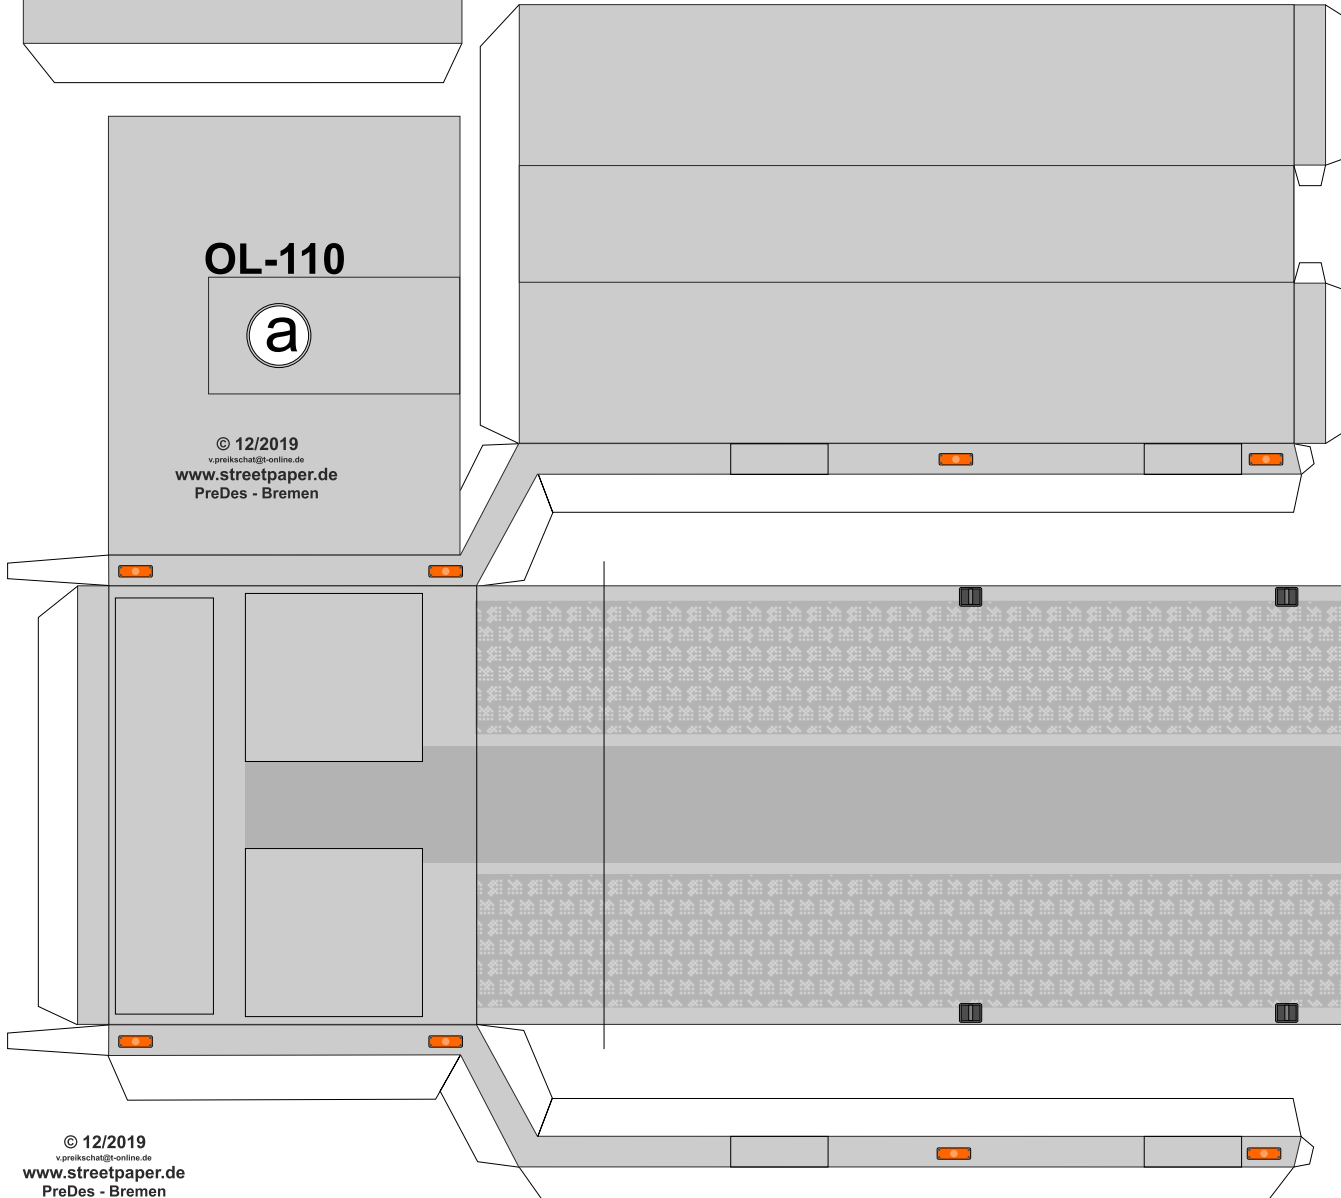 OL-110
a
© 12/2019
v.preikschat@t-online.de
www.streetpaper.de
PreDes - Bremen
© 12/2019
v.preikschat@t-online.de
www.streetpaper.de
PreDes - Bremen